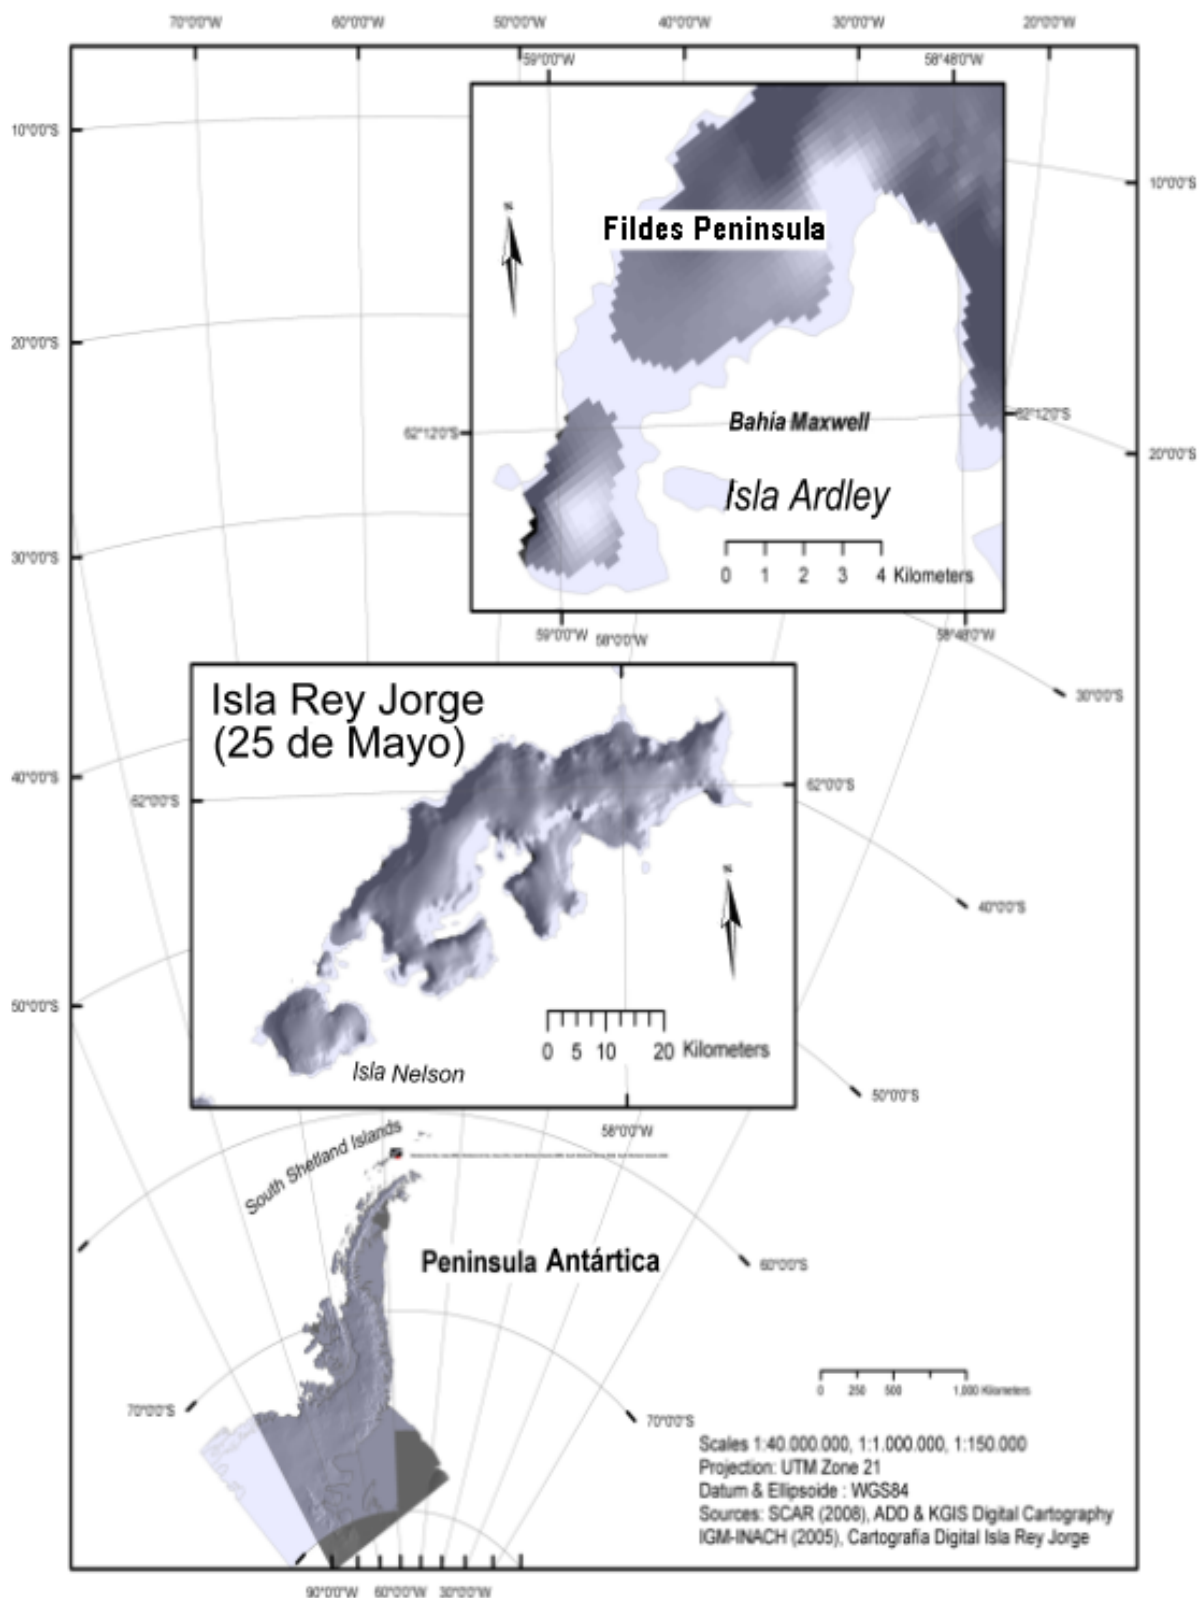 70°0'0"W 60°0'0"W 50°0'0"W 40°0'0"W 30°0'0"W 20°0'0"W
59°0'0"W 58°48'0"W
10°0'0"S
10°0'0"S
N
Fildes Peninsula
20°0'0"S
62°12'0"S
Bahía Maxwell
62°12'0"S
20°0'0"S
Isla Ardley
0 1 2 3 4 Kilometers
30°0'0"S
59°0'0"W 58°0'0"W 58°48'0"W
30°0'0"S
Isla Rey Jorge
(25 de Mayo)
40°0'0"S
62°0'0"S
62°0'0"S
N
40°0'0"S
50°0'0"S
0 5 10 20 Kilometers
Isla Nelson
50°0'0"S
58°0'0"W
South Shetland Islands
Peninsula Antártica
60°0'0"S
0 250 500 1,000 Kilometers
70°0'0"S
70°0'0"S
Scales 1:40.000.000, 1:1.000.000, 1:150.000
Projection: UTM Zone 21
Datum & Ellipsoide : WGS84
Sources: SCAR (2008), ADD & KGIS Digital Cartography
IGM-INACH (2005), Cartografía Digital Isla Rey Jorge
90°0'0"W 60°0'0"W 30°0'0"W